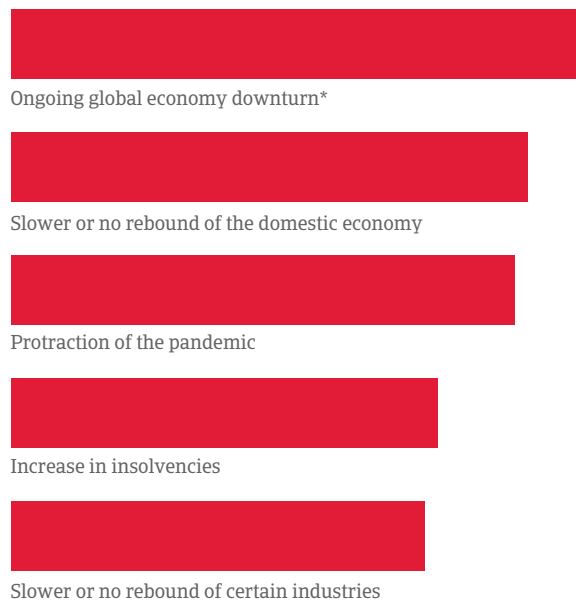 Ongoing global economy downturn*
Slower or no rebound of the domestic economy
Protraction of the pandemic
Increase in insolvencies
Slower or no rebound of certain industries